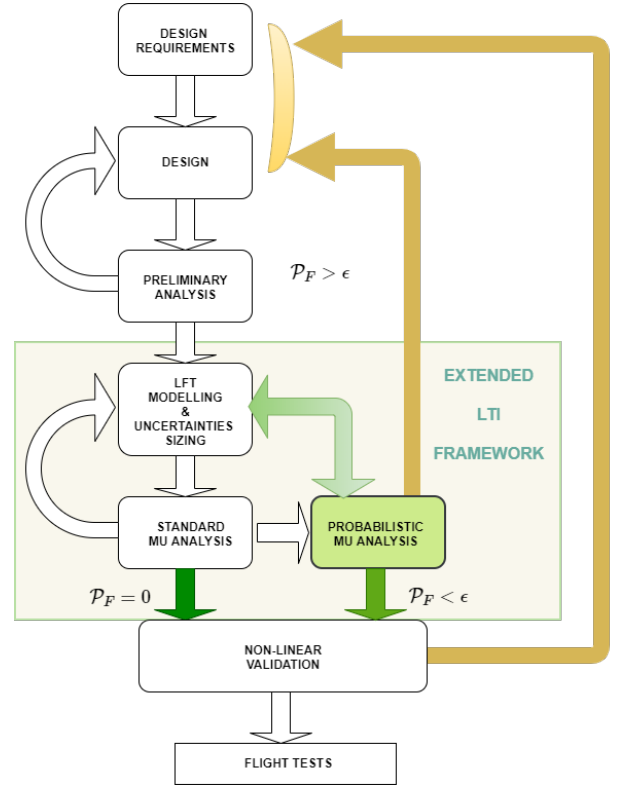 DESIGN
REQUIREMENTS
DESIGN
PRELIMINARY
ANALYSIS
𝒫_F > ϵ
LFT
MODELLING
&
UNCERTAINTIES
SIZING
EXTENDED
LTI
FRAMEWORK
STANDARD
MU ANALYSIS
PROBABILISTIC
MU ANALYSIS
𝒫_F = 0
𝒫_F < ϵ
NON-LINEAR
VALIDATION
FLIGHT TESTS